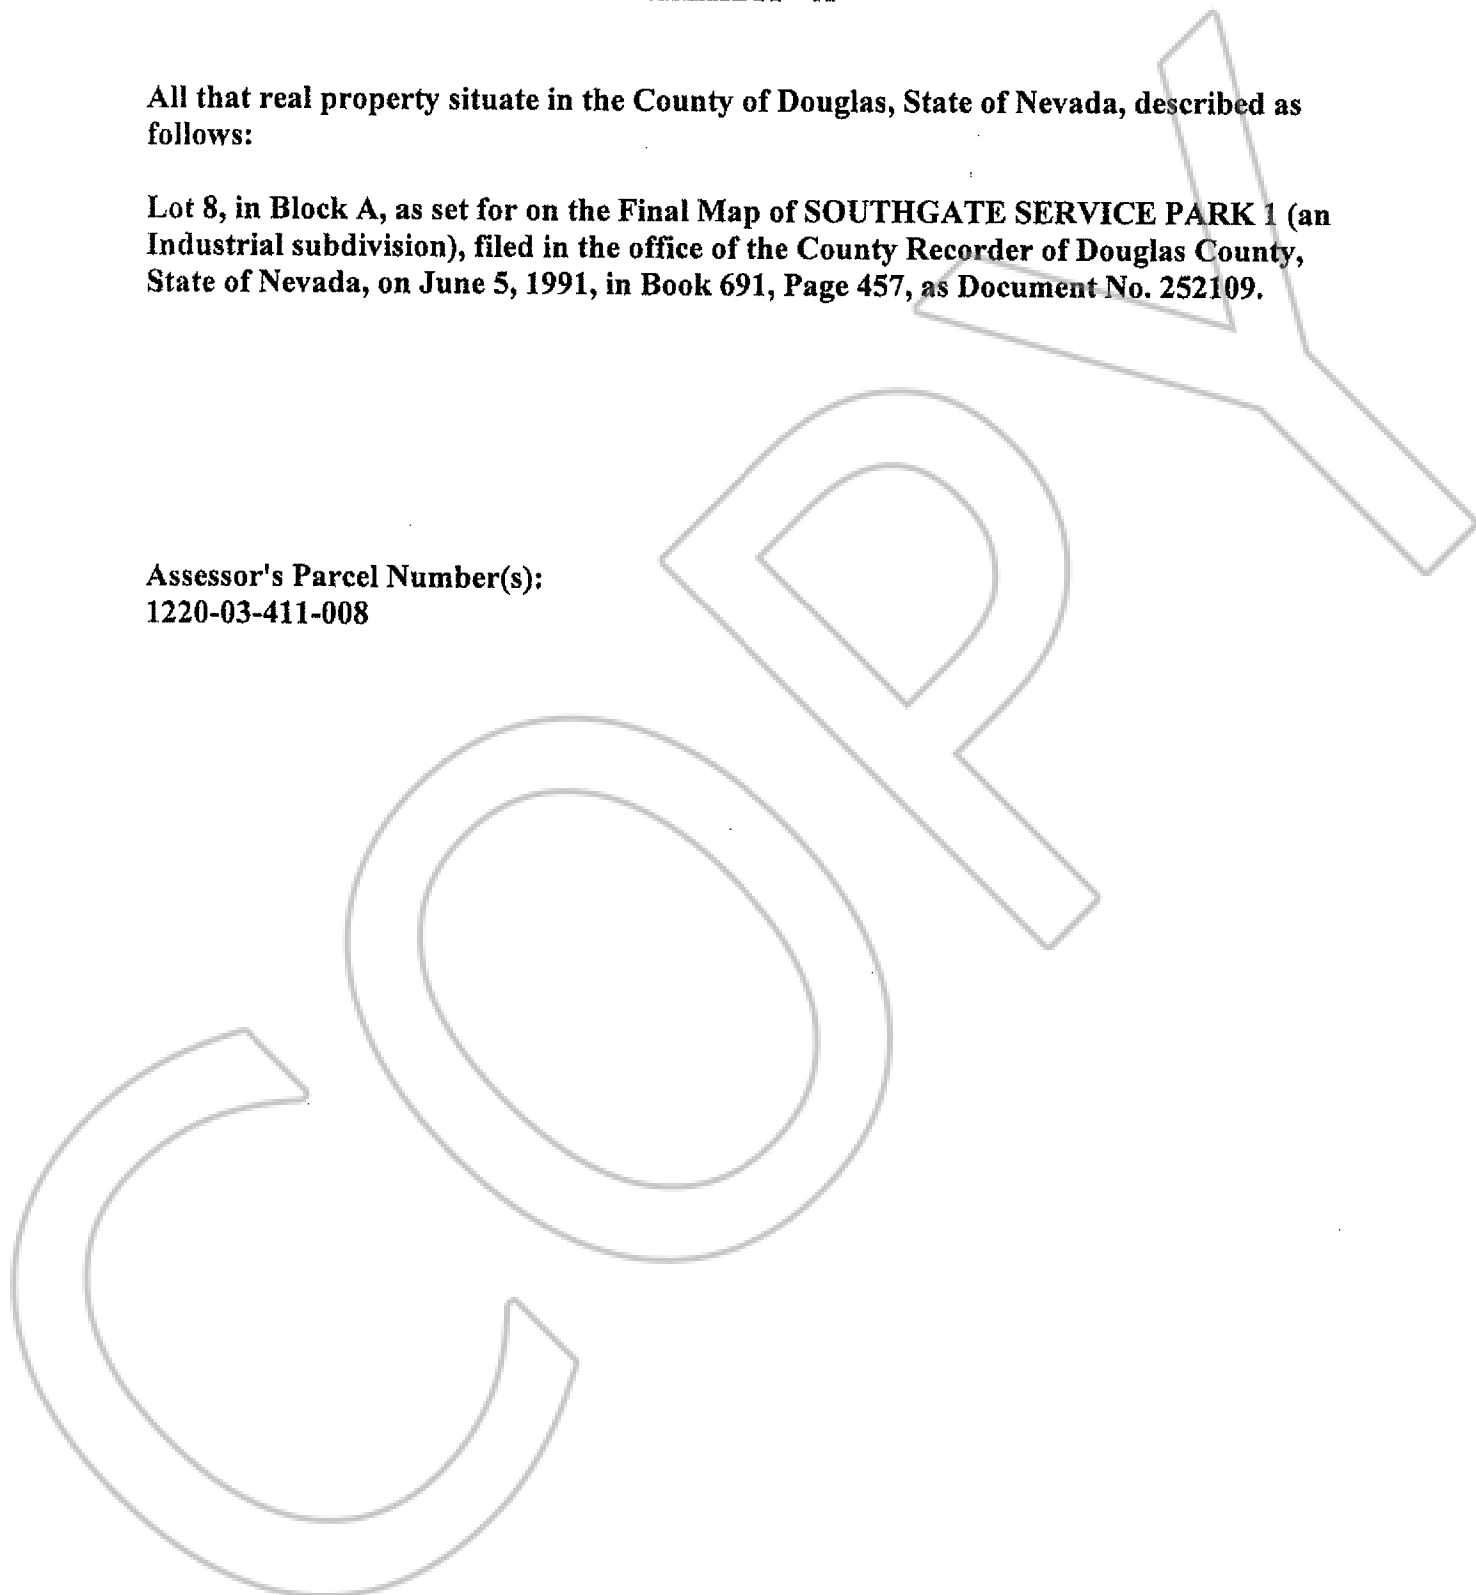 All that real property situate in the County of Douglas, State of Nevada, described as
follows:
Lot 8, in Block A, as set for on the Final Map of SOUTHGATE SERVICE PARK 1 (an
Industrial subdivision), filed in the office of the County Recorder of Douglas County,
State of Nevada, on June 5, 1991, in Book 691, Page 457, as Document No. 252109.
Assessor's Parcel Number(s):
1220-03-411-008
COPY